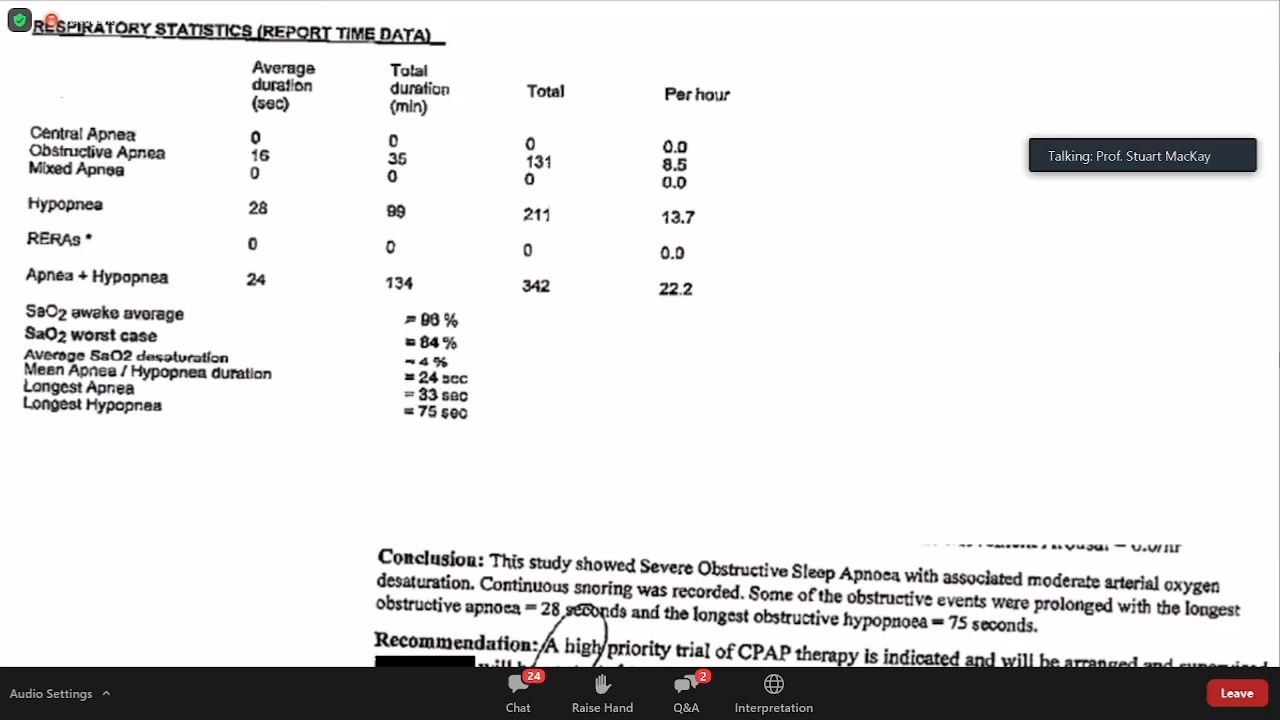 RESPIRATORY STATISTICS (REPORT TIME DATA)
Average duration (sec) Total duration (min) Total Per hour
Central Apnea 0 0 0 0.0
Obstructive Apnea 16 35 131 8.5
Mixed Apnea 0 0 0 0.0
Hypopnea 28 99 211 13.7
RERAs * 0 0 0 0.0
Apnea + Hypopnea 24 134 342 22.2
SaO2 awake average = 96 %
SaO2 worst case = 84 %
Average SaO2 desaturation = 4 %
Mean Apnea / Hypopnea duration = 24 sec
Longest Apnea = 33 sec
Longest Hypopnea = 75 sec
Talking: Prof. Stuart MacKay
Conclusion: This study showed Severe Obstructive Sleep Apnoea with associated moderate arterial oxygen
desaturation. Continuous snoring was recorded. Some of the obstructive events were prolonged with the longest
obstructive apnoea = 28 seconds and the longest obstructive hypopnoea = 75 seconds.
Recommendation: A high priority trial of CPAP therapy is indicated and will be arranged and supervised
Audio Settings
24
Chat
Raise Hand
2
Q&A
Interpretation
Leave